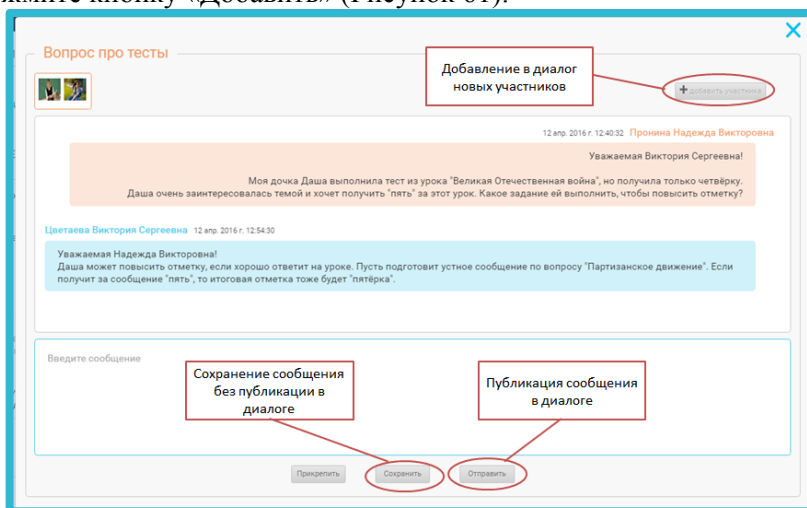 жмите кнопку «Добавить» (Рисунок 61).
Вопрос про тесты
Добавление в диалог
новых участников
добавить участника
12 апр. 2016 г. 12:40:32 Пронина Надежда Викторовна
Уважаемая Виктория Сергеевна!
Моя дочка Даша выполнила тест из урока "Великая Отечественная война", но получила только четвёрку.
Даша очень заинтересовалась темой и хочет получить "пять" за этот урок. Какое задание ей выполнить, чтобы повысить отметку?
Цветаева Виктория Сергеевна 12 апр. 2016 г. 12:54:30
Уважаемая Надежда Викторовна!
Даша может повысить отметку, если хорошо ответит на уроке. Пусть подготовит устное сообщение по вопросу "Партизанское движение". Если
получит за сообщение "пять", то итоговая отметка тоже будет "пятёрка".
Введите сообщение
Сохранение сообщения
без публикации в
диалоге
Публикация сообщения
в диалоге
Прикрепить
Сохранить
Отправить